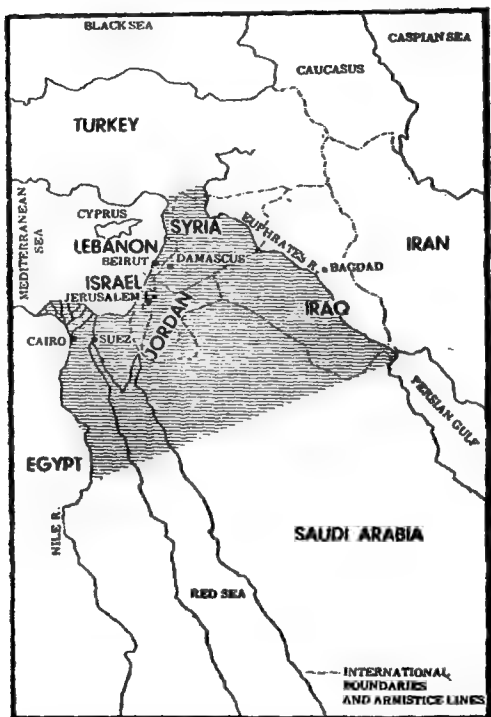 BLACK SEA
CASPIAN SEA
CAUCASUS
TURKEY
MEDITERRANEAN
SEA
CYPRUS
SYRIA
LEBANON
BEIRUT
DAMASCUS
EUPHRATES R.
BAGDAD
IRAN
ISRAEL
JERUSALEM
JORDAN
IRAQ
CAIRO
SUEZ
PERSIAN GULF
EGYPT
NILE R.
SAUDI ARABIA
RED SEA
INTERNATIONAL
BOUNDARIES
AND ARMISTICE LINES